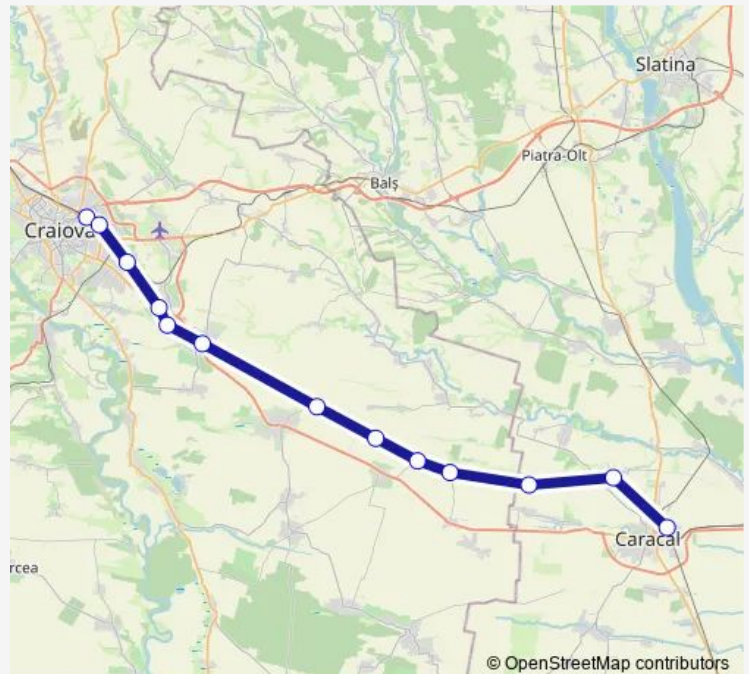 Slatina
Piatra-Olt
Balș
Craiova
Caracal
rcea
© OpenStreetMap contributors